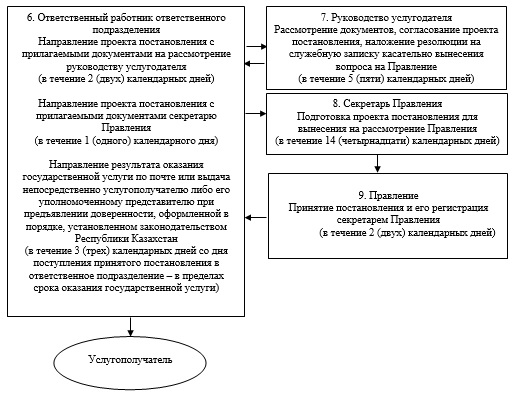 6. Ответственный работник ответственного
подразделения
Направление проекта постановления с
прилагаемыми документами на рассмотрение
руководству услугодателя
(в течение 2 (двух) календарных дней)
Направление проекта постановления с
прилагаемыми документами секретарю
Правления
(в течение 1 (одного) календарного дня)
Направление результата оказания
государственной услуги по почте или выдача
непосредственно услугополучателю либо его
уполномоченному представителю при
предъявлении доверенности, оформленной в
порядке, установленном законодательством
Республики Казахстан
(в течение 3 (трех) календарных дней со дня
поступления принятого постановления в
ответственное подразделение – в пределах
срока оказания государственной услуги)
7. Руководство услугодателя
Рассмотрение документов, согласование проекта
постановления, наложение резолюции на
служебную записку касательно вынесения
вопроса на Правление
(в течение 5 (пяти) календарных дней)
8. Секретарь Правления
Подготовка проекта постановления для
вынесения на рассмотрение Правления
(в течение 14 (четырнадцати) календарных дней)
9. Правление
Принятие постановления и его регистрация
секретарем Правления
(в течение 2 (двух) календарных дней)
Услугополучатель